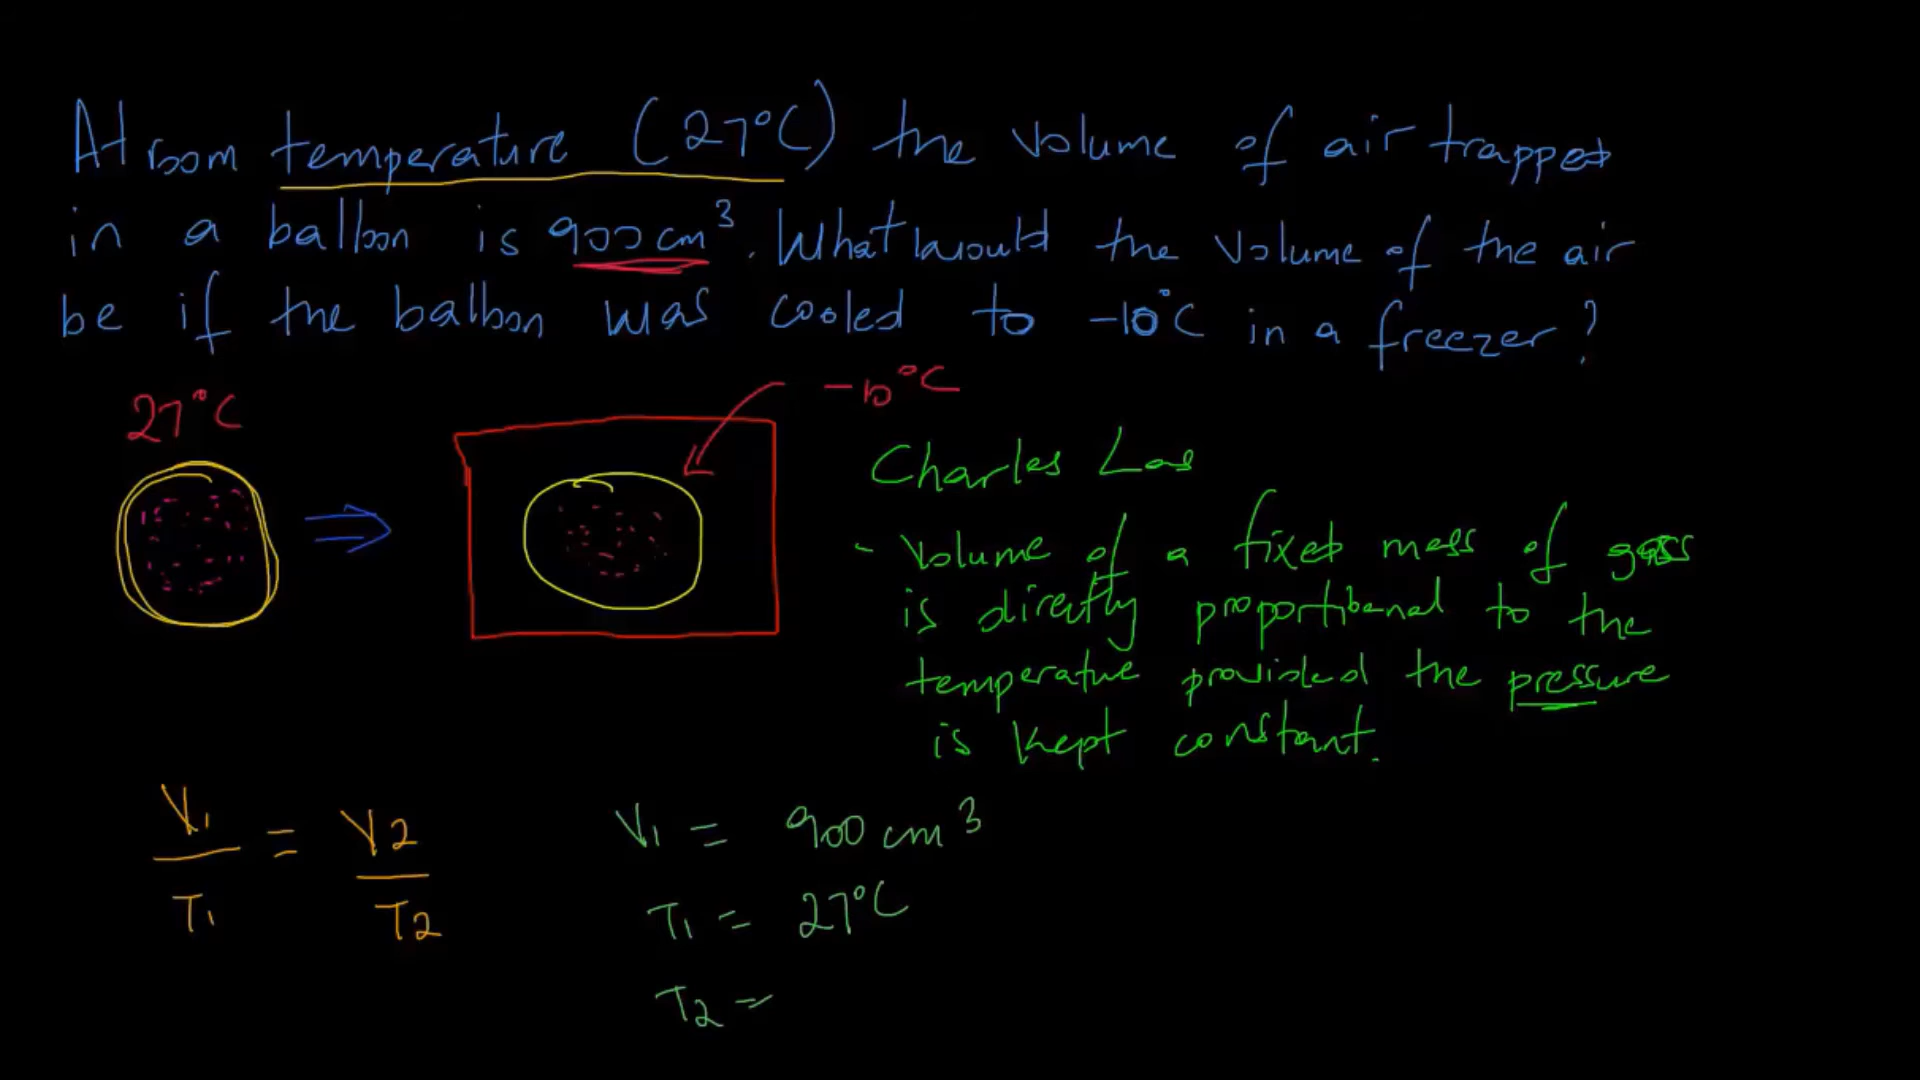 At room temperature (27°C) the volume of air trapped
in a balloon is 900 cm³. What would the volume of the air
be if the balloon was cooled to -10°C in a freezer?
27°C
-10°C
Charles Law
- Volume of a fixed mass of gas
is directly proportional to the
temperature provided the pressure
is kept constant.
V1/T1 = V2/T2
V1 = 900 cm³
T1 = 27°C
T2 =